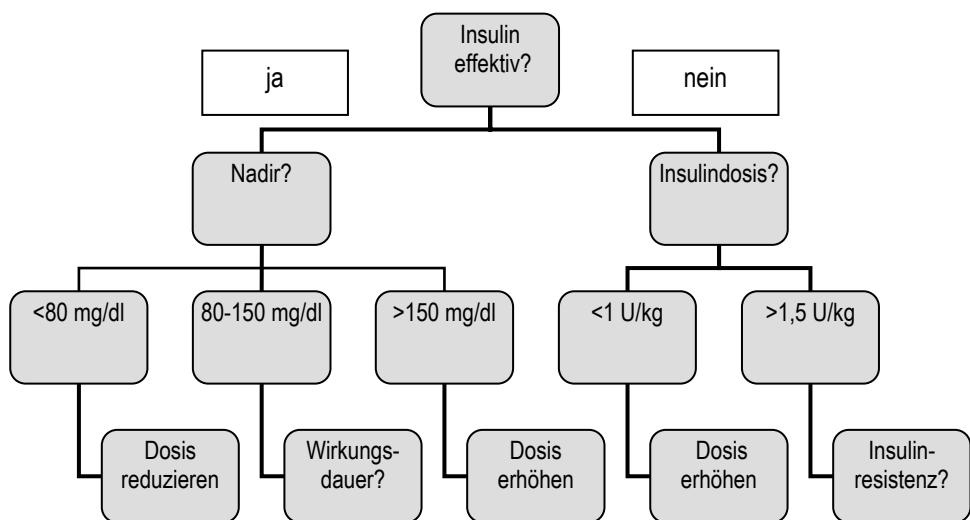 Insulin
effektiv?
ja
nein
Nadir?
Insulindosis?
<80 mg/dl
80-150 mg/dl
>150 mg/dl
<1 U/kg
>1,5 U/kg
Dosis
reduzieren
Wirkungs-
dauer?
Dosis
erhöhen
Dosis
erhöhen
Insulin-
resistenz?